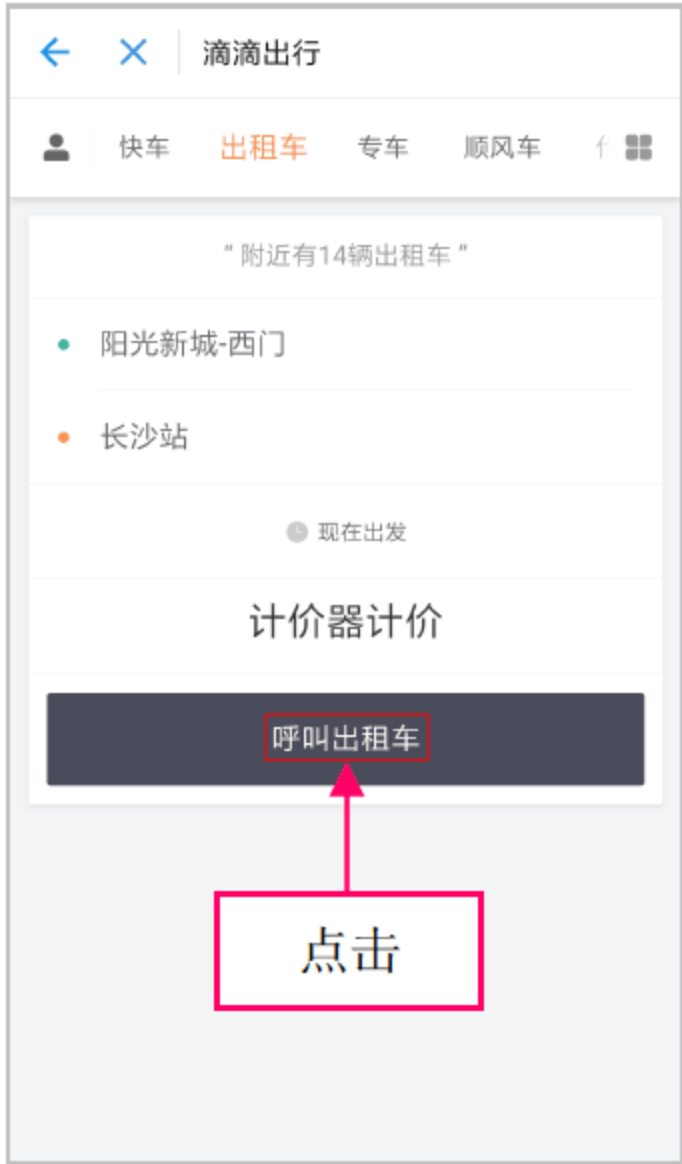 滴滴出行
快车 出租车 专车 顺风车
“附近有14辆出租车”
阳光新城-西门
长沙站
现在出发
计价器计价
呼叫出租车
点击